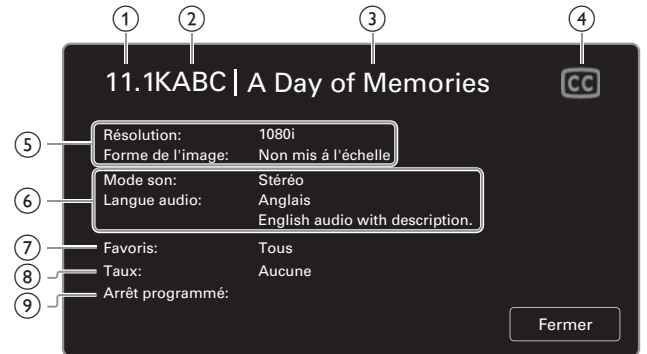 ① ② ③ ④
11.1KABC | A Day of Memories CC
⑤ Résolution: 1080i
Forme de l'image: Non mis á l'échelle
Mode son: Stéréo
⑥ Langue audio: Anglais
English audio with description.
⑦ Favoris: Tous
⑧ Taux: Aucune
⑨ Arrêt programmé:
Fermer